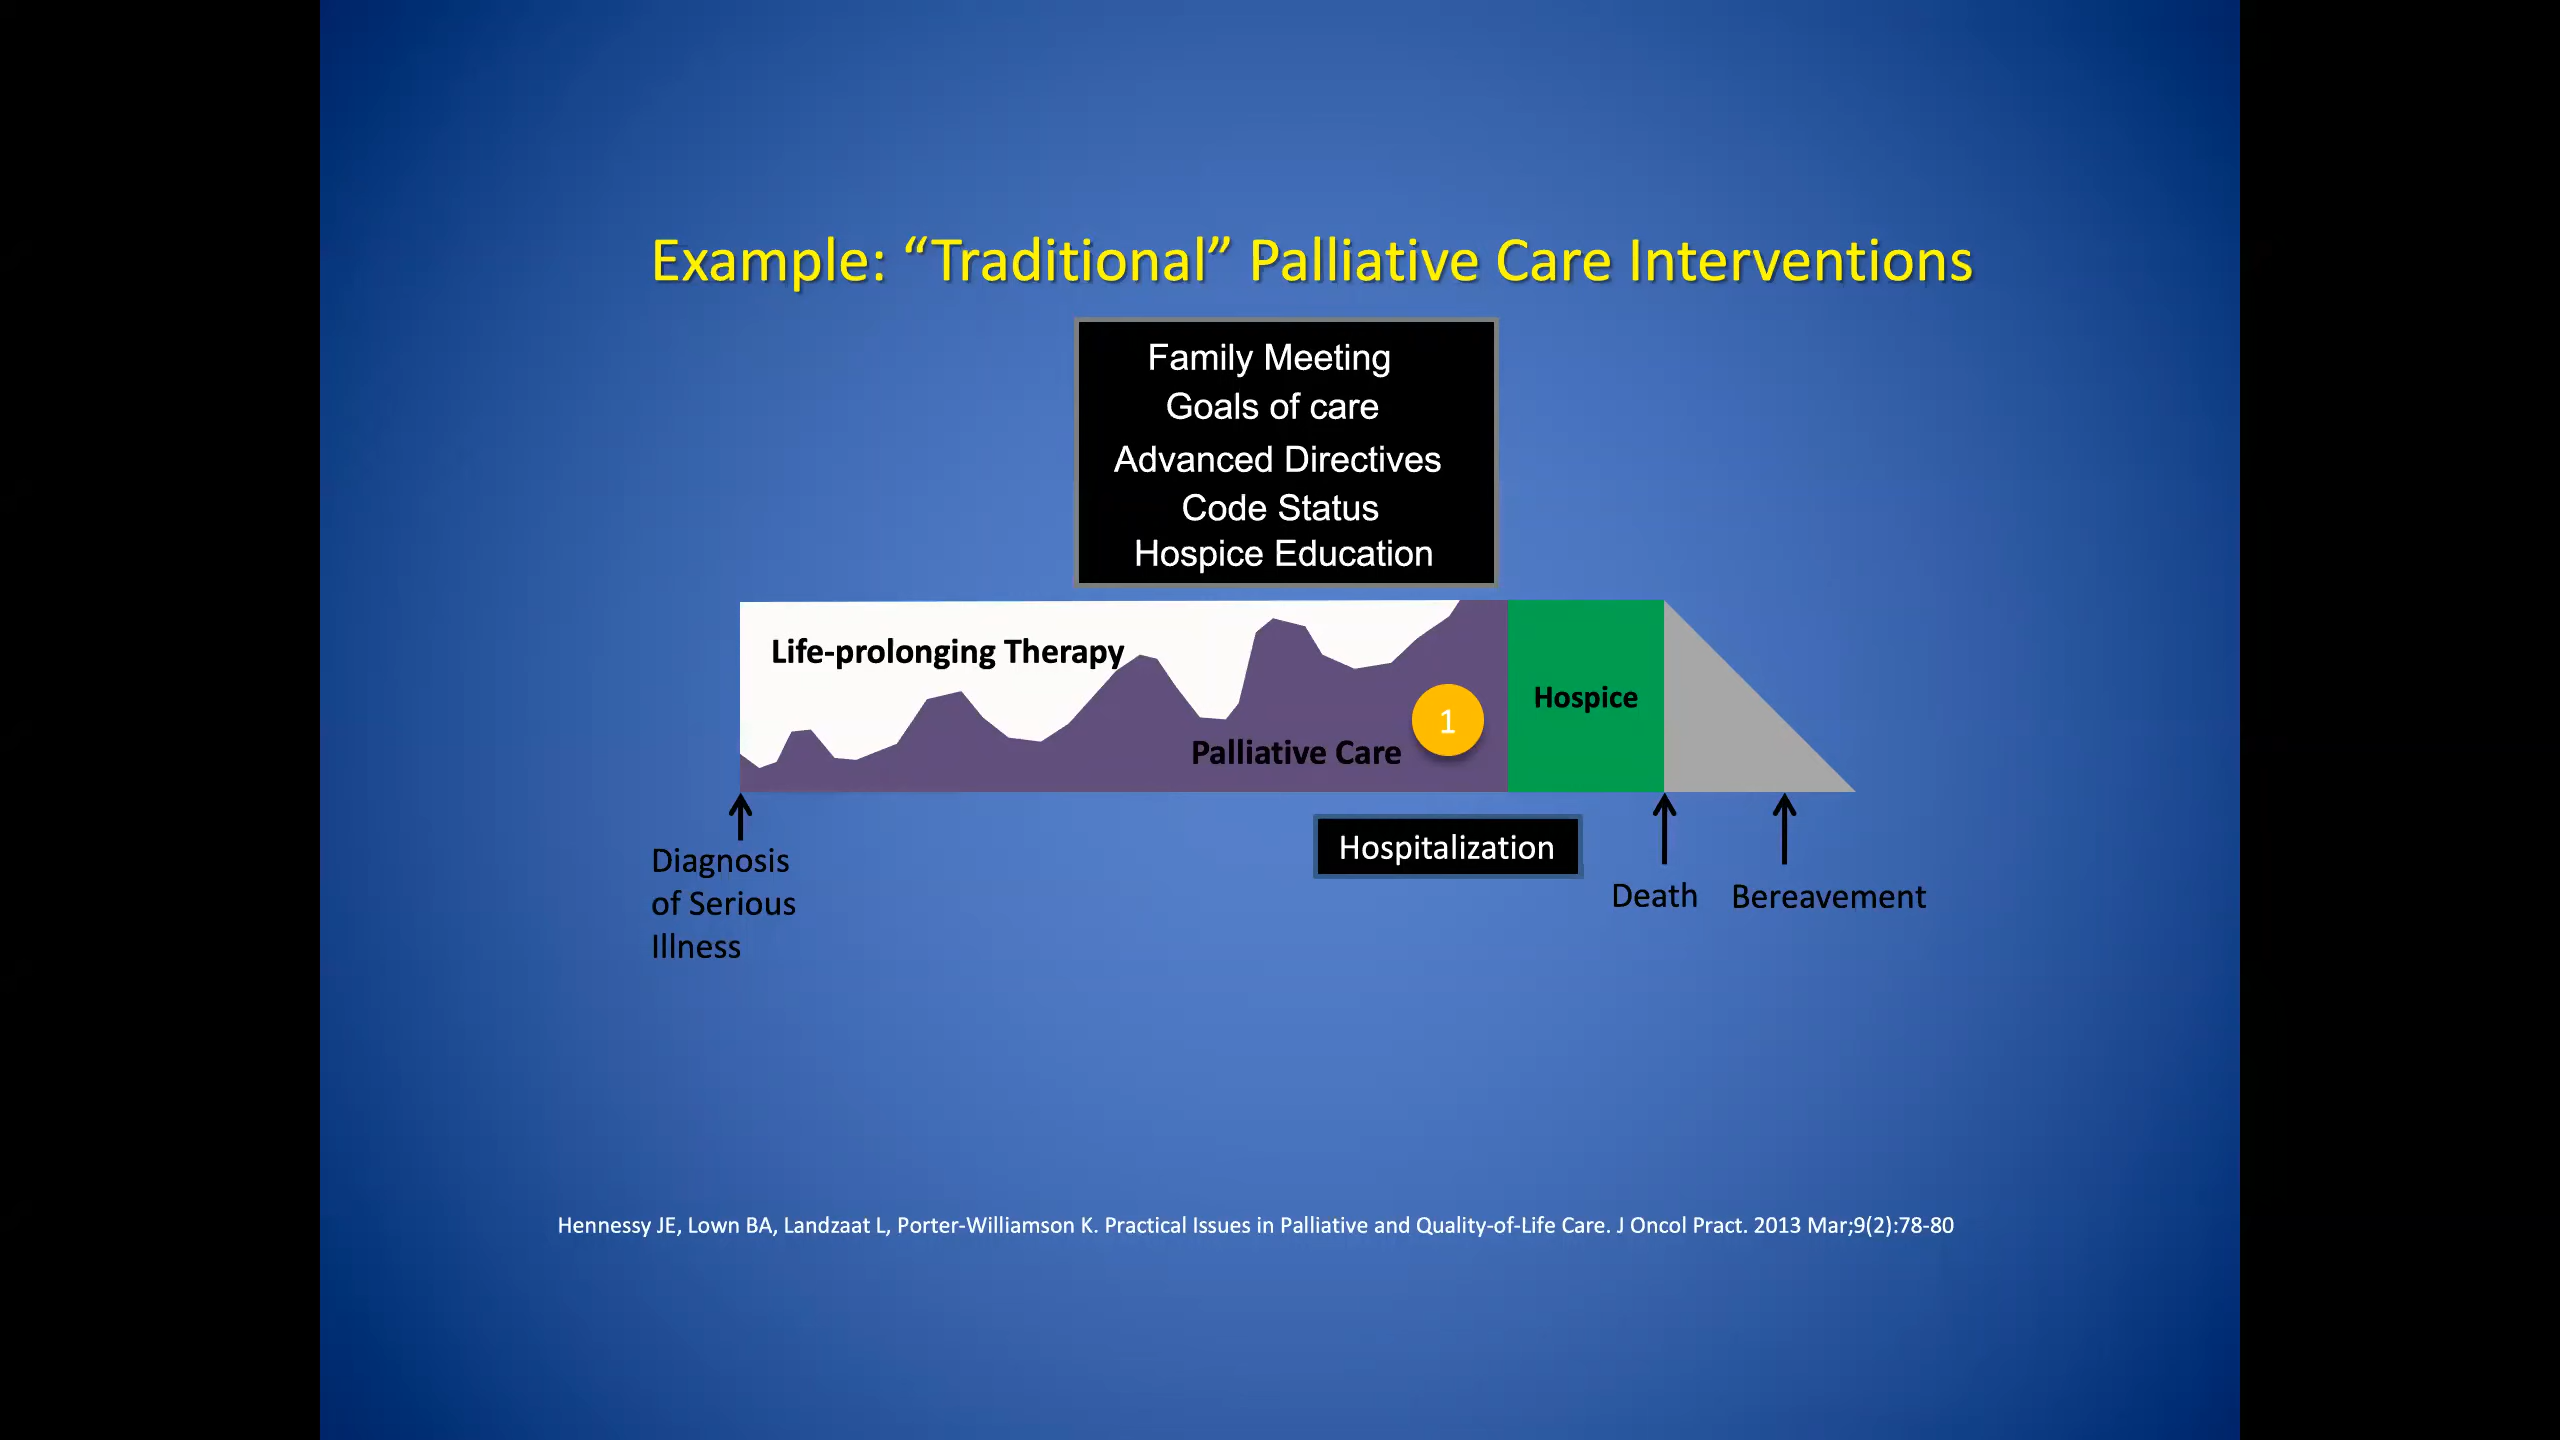 Example: “Traditional” Palliative Care Interventions
Family Meeting
Goals of care
Advanced Directives
Code Status
Hospice Education
Life-prolonging Therapy
Palliative Care
1
Hospice
Hospitalization
Diagnosis
of Serious
Illness
Death
Bereavement
Hennessy JE, Lown BA, Landzaat L, Porter-Williamson K. Practical Issues in Palliative and Quality-of-Life Care. J Oncol Pract. 2013 Mar;9(2):78-80